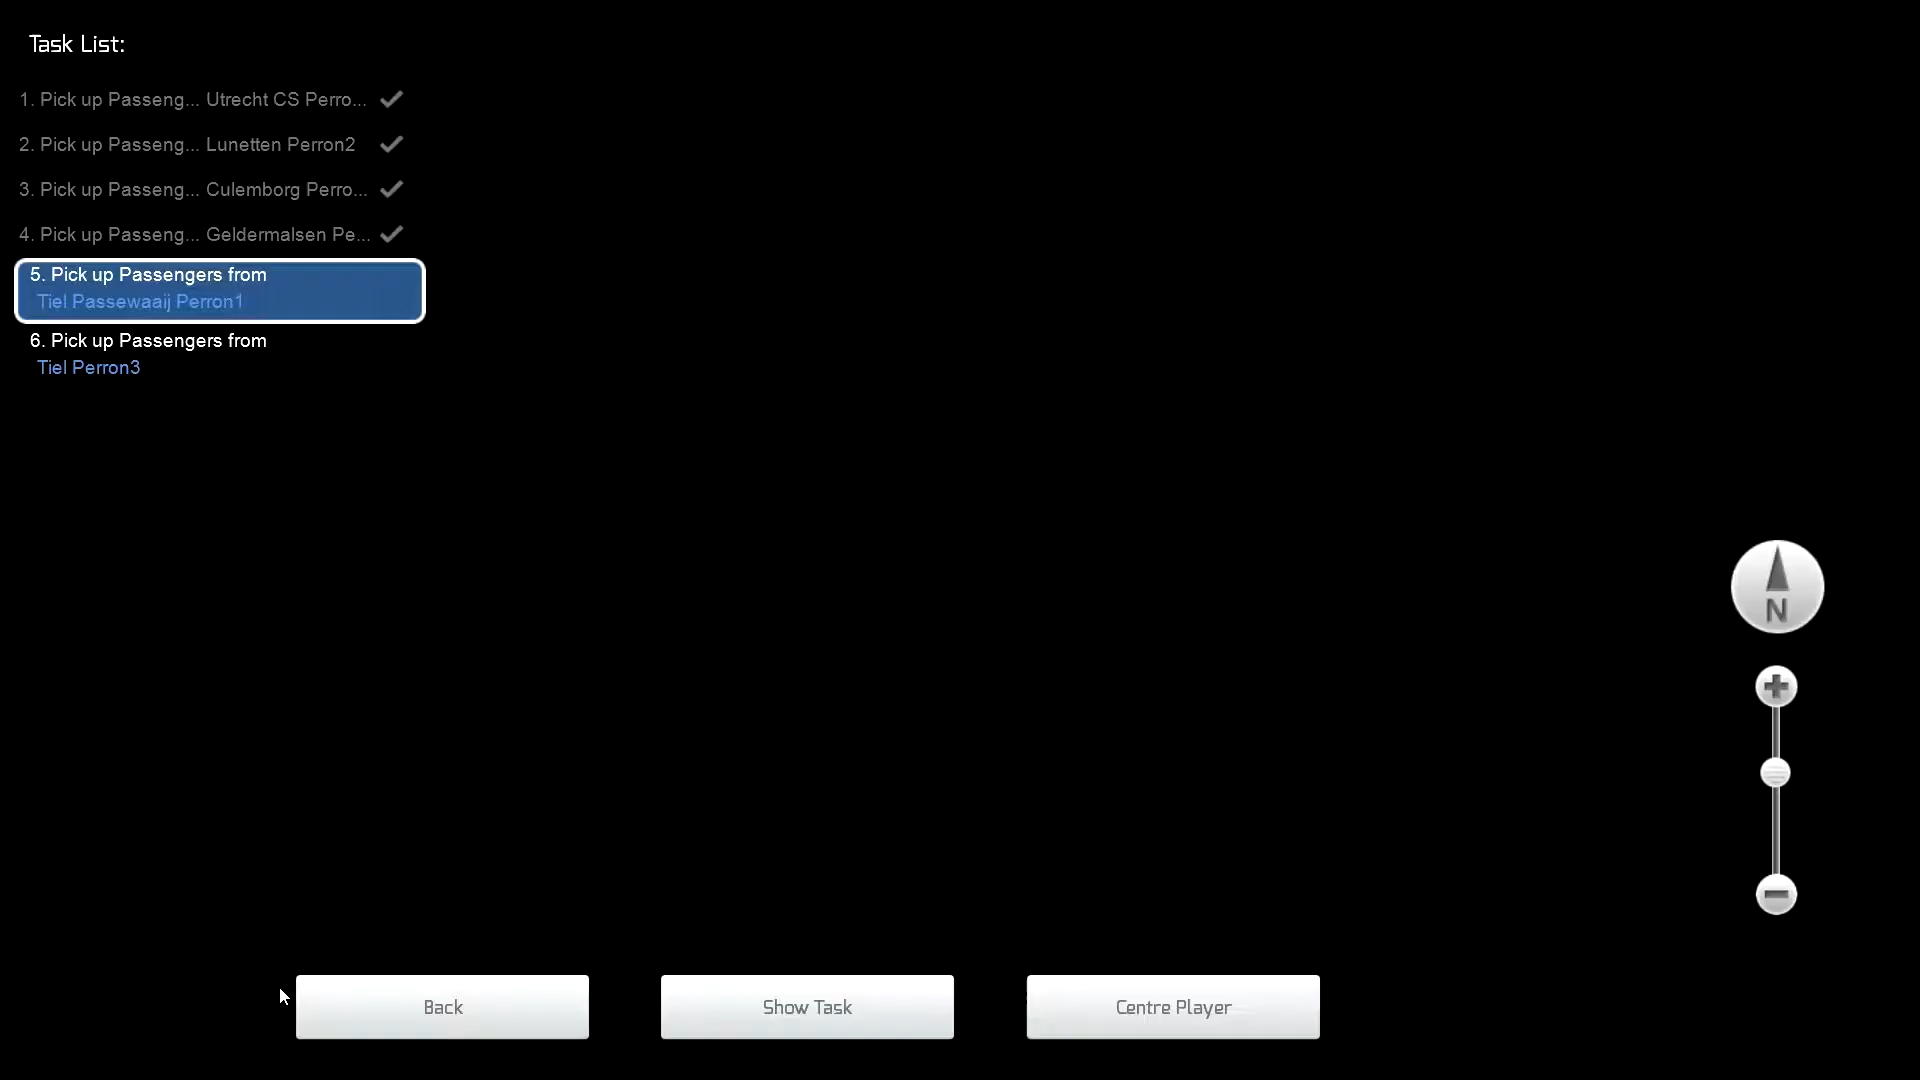 Task List:
1. Pick up Passeng... Utrecht CS Perro...
2. Pick up Passeng... Lunetten Perron2
3. Pick up Passeng... Culemborg Perro...
4. Pick up Passeng... Geldermalsen Pe...
5. Pick up Passengers from
Tiel Passewaaij Perron1
6. Pick up Passengers from
Tiel Perron3
N
Back
Show Task
Centre Player